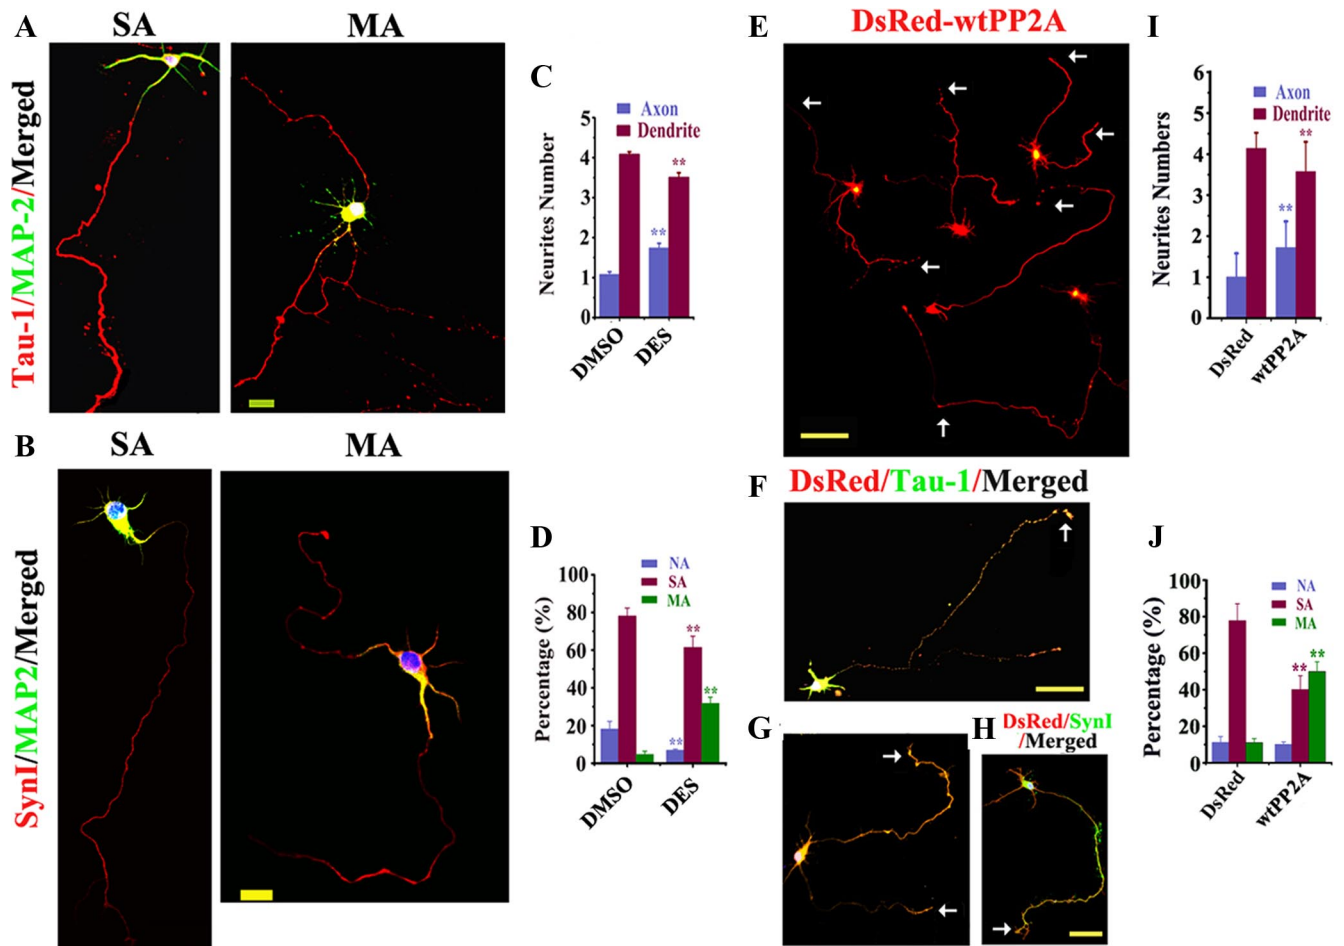 A
SA
MA
Tau-1/MAP-2/Merged
B
SA
MA
SynI/MAP2/Merged
C
Axon
Dendrite
Neurites Number
5
4
3
2
1
0
**
**
DMSO
DES
D
NA
SA
MA
Percentage (%)
100
80
60
40
20
0
**
**
**
DMSO
DES
E
DsRed-wtPP2A
F
DsRed/Tau-1/Merged
G
H
DsRed/SynI
/Merged
I
Axon
Dendrite
Neurites Numbers
6
5
4
3
2
1
0
**
**
DsRed
wtPP2A
J
NA
SA
MA
Percentage (%)
100
80
60
40
20
0
**
**
DsRed
wtPP2A